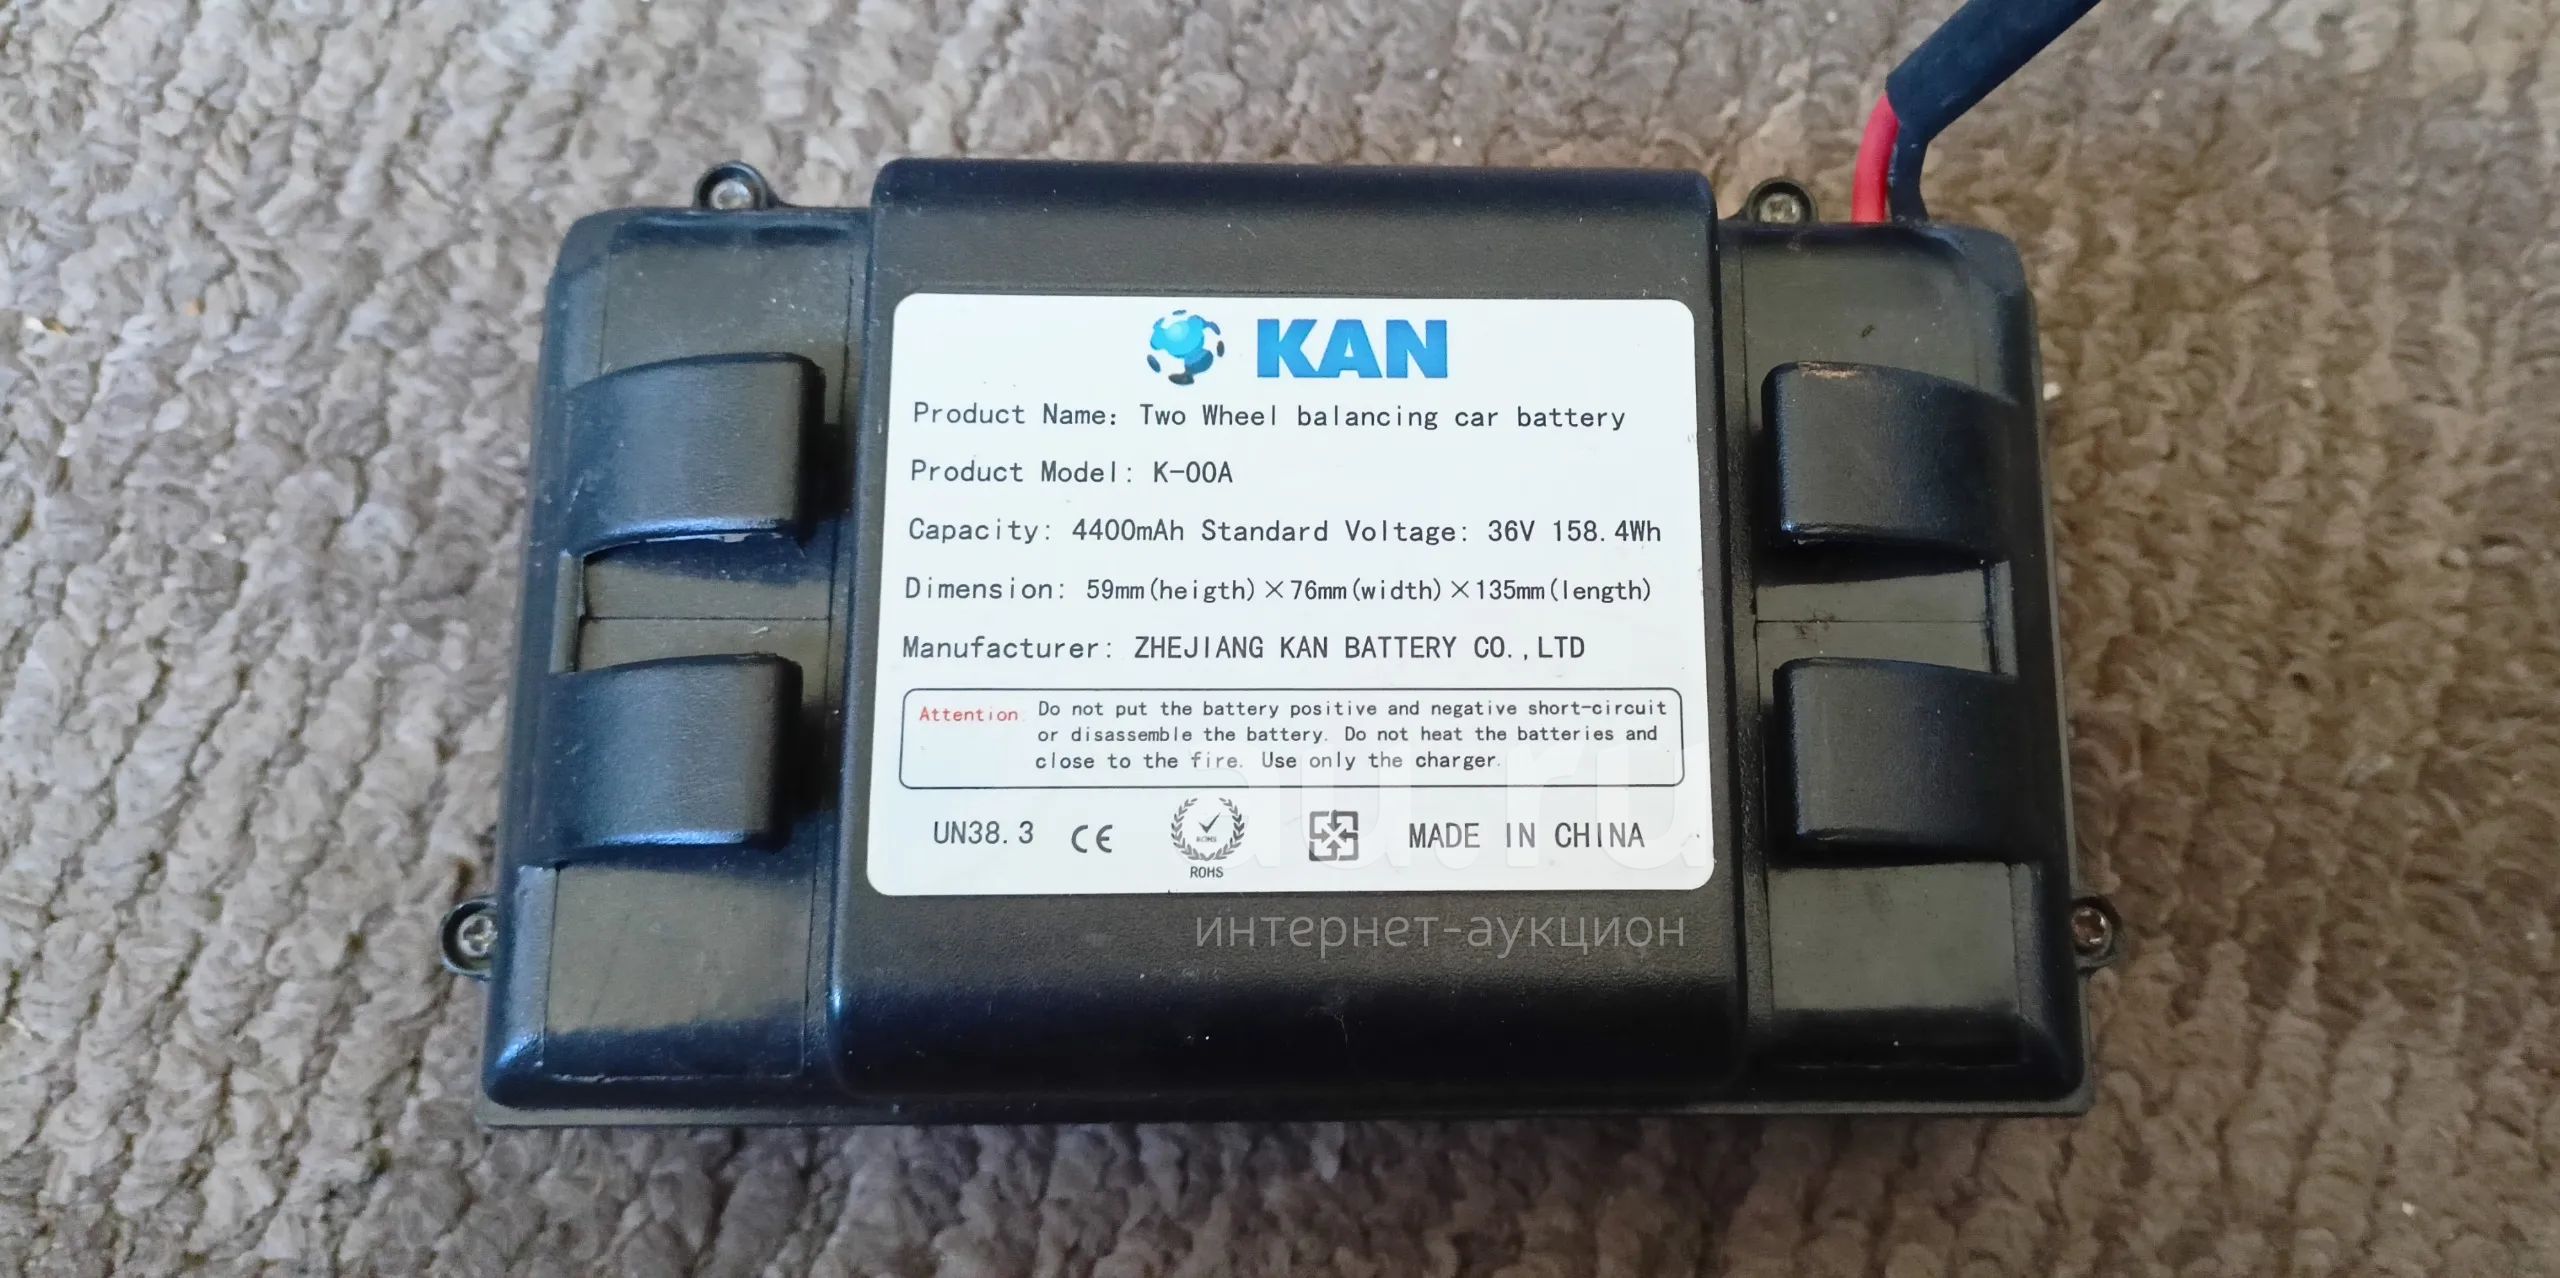 KAN
Product Name: Two Wheel balancing car battery
Product Model: K-00A
Capacity: 4400mAh Standard Voltage: 36V 158.4Wh
Dimension: 59mm(heigth)×76mm(width)×135mm(length)
Manufacturer: ZHEJIANG KAN BATTERY CO.,LTD
Attention: Do not put the battery positive and negative short-circuit
or disassemble the battery. Do not heat the batteries and
close to the fire. Use only the charger.
UN38.3 CE ROHS MADE IN CHINA
ROHS
au.ru
интернет-аукцион